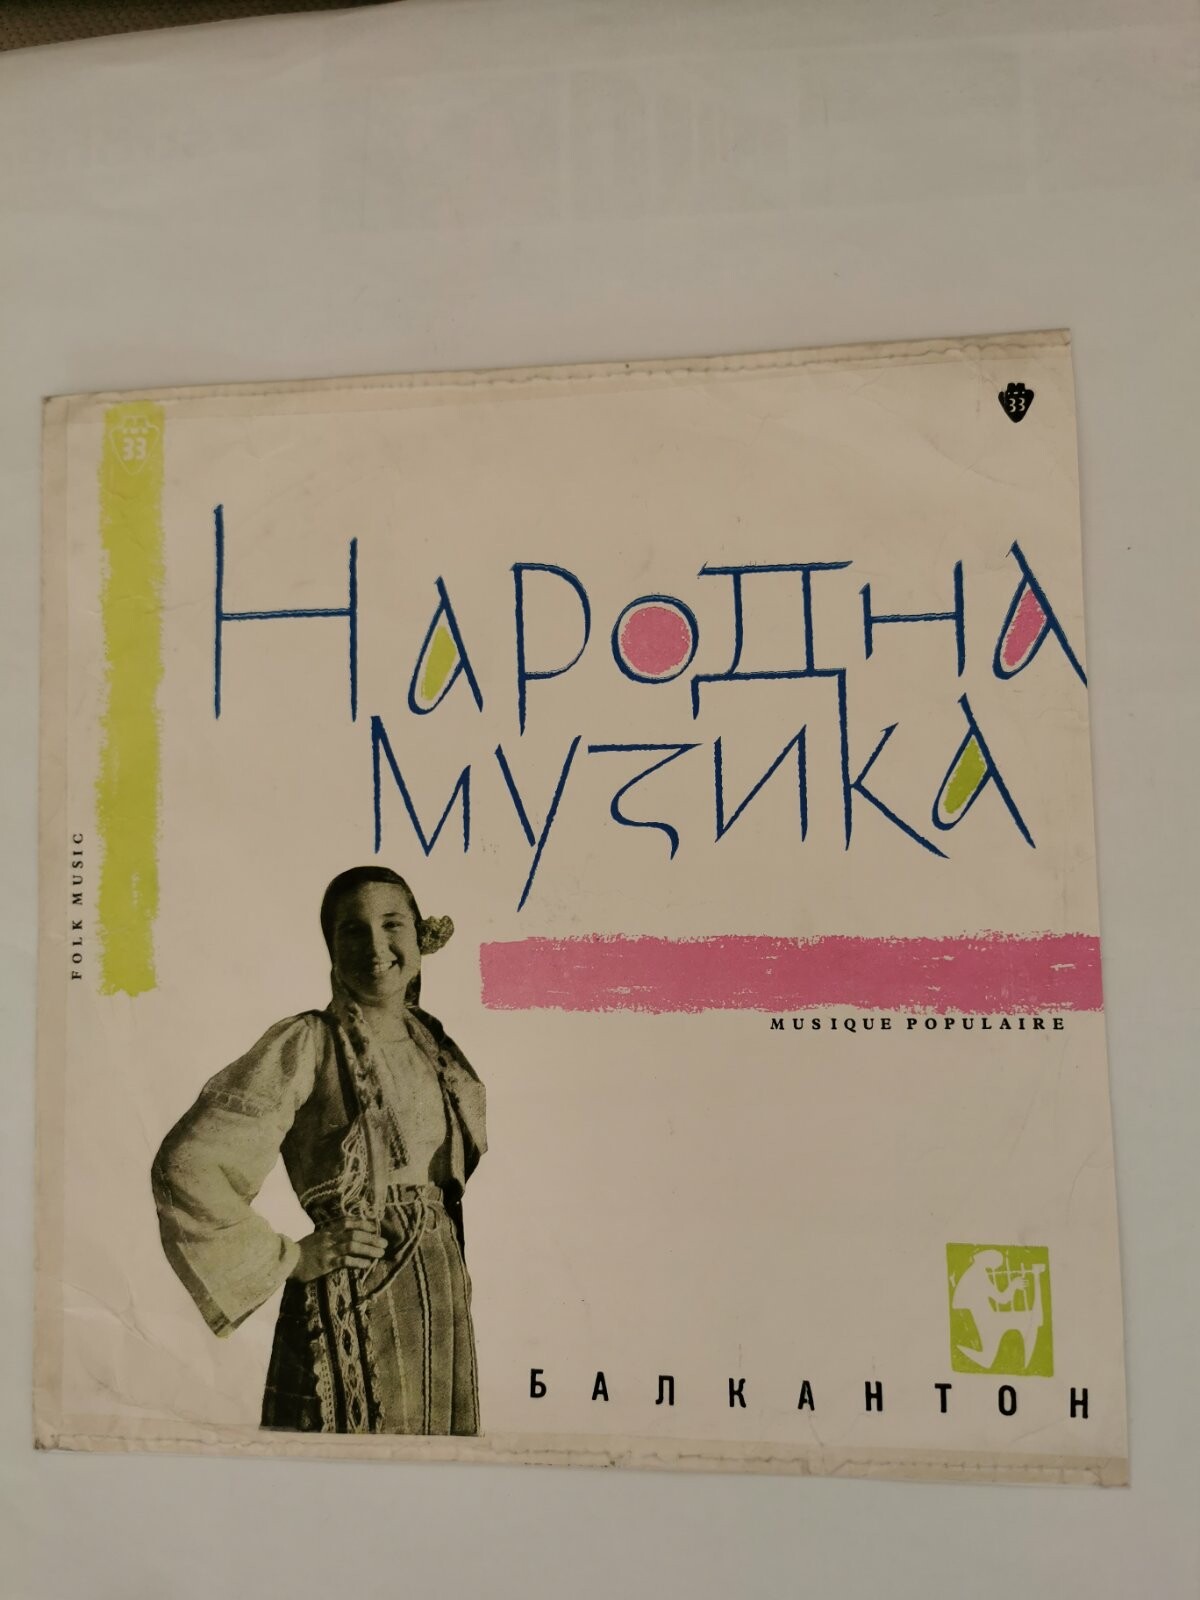 33
33
Народна
музика
FOLK MUSIC
MUSIQUE POPULAIRE
БАЛКАНТОН